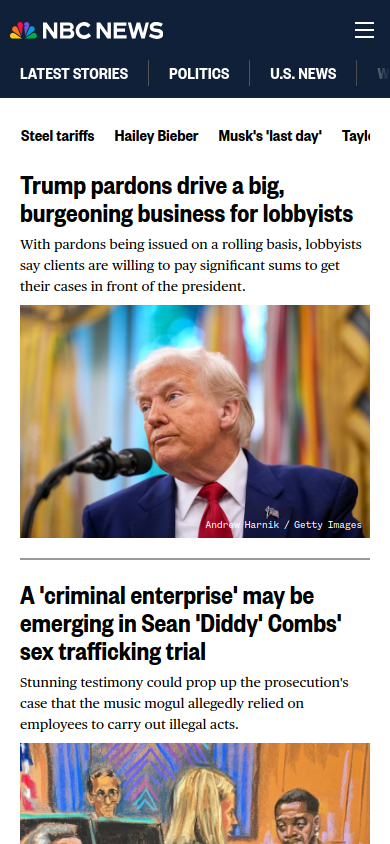 NBC NEWS
LATEST STORIES
POLITICS
U.S. NEWS
Steel tariffs
Hailey Bieber
Musk's 'last day'
Trump pardons drive a big,
burgeoning business for lobbyists
With pardons being issued on a rolling basis, lobbyists
say clients are willing to pay significant sums to get
their cases in front of the president.
Andrew Harnik / Getty Images
A 'criminal enterprise' may be
emerging in Sean 'Diddy' Combs'
sex trafficking trial
Stunning testimony could prop up the prosecution's
case that the music mogul allegedly relied on
employees to carry out illegal acts.